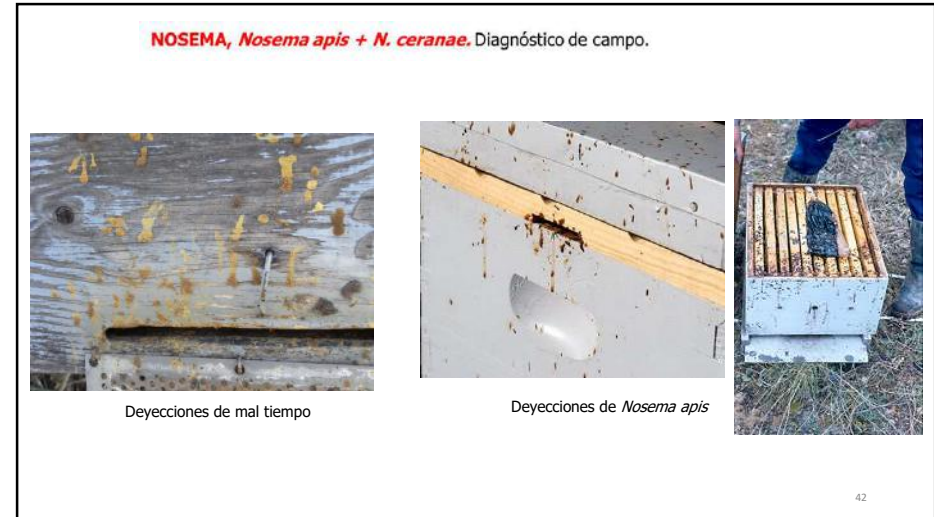 NOSEMA, Nosema apis + N. ceranae. Diagnóstico de campo.
Deyecciones de mal tiempo
Deyecciones de Nosema apis
42